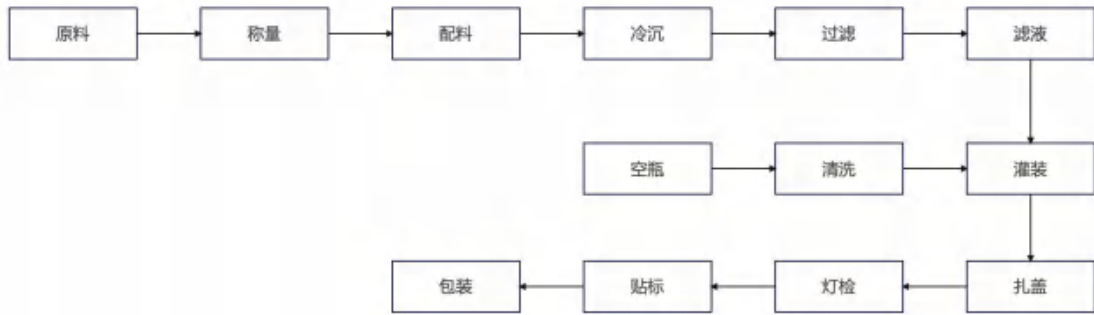 原料
称量
配料
冷沉
过滤
滤液
空瓶
清洗
灌装
包装
贴标
灯检
扎盖